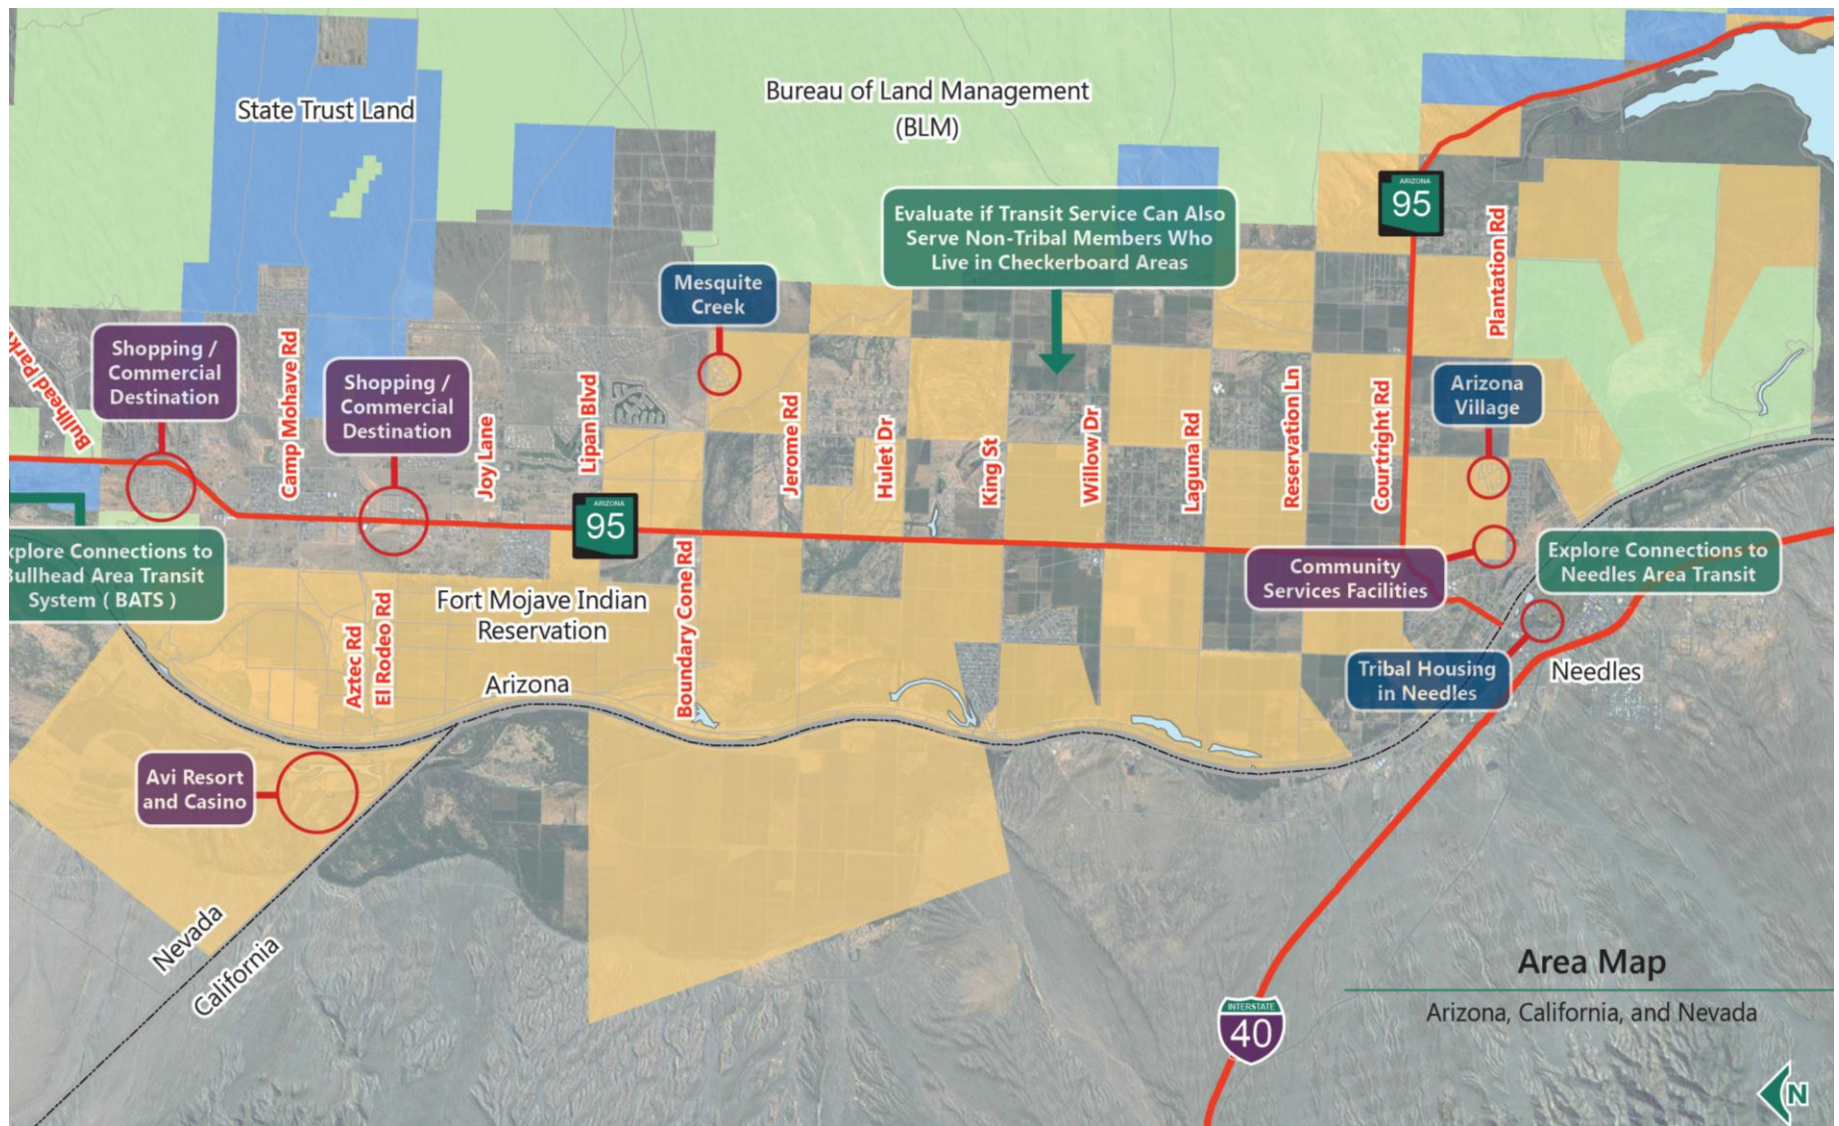 State Trust Land
Bureau of Land Management
(BLM)
ARIZONA
95
Evaluate if Transit Service Can Also
Serve Non-Tribal Members Who
Live in Checkerboard Areas
Plantation Rd
Mesquite
Creek
Shopping /
Commercial
Destination
Camp Mohave Rd
Shopping /
Commercial
Destination
Joy Lane
Lipan Blvd
Jerome Rd
Hulet Dr
King St
Willow Dr
Laguna Rd
Reservation Ln
Courtright Rd
Arizona
Village
Bullhead
ARIZONA
95
xplore Connections to
Bullhead Area Transit
System ( BATS )
Fort Mojave Indian
Reservation
Aztec Rd
El Rodeo Rd
Boundary Cone Rd
Arizona
Community
Services Facilities
Explore Connections to
Needles Area Transit
Tribal Housing
in Needles
Needles
Avi Resort
and Casino
Nevada
California
INTERSTATE
40
Area Map
Arizona, California, and Nevada
N